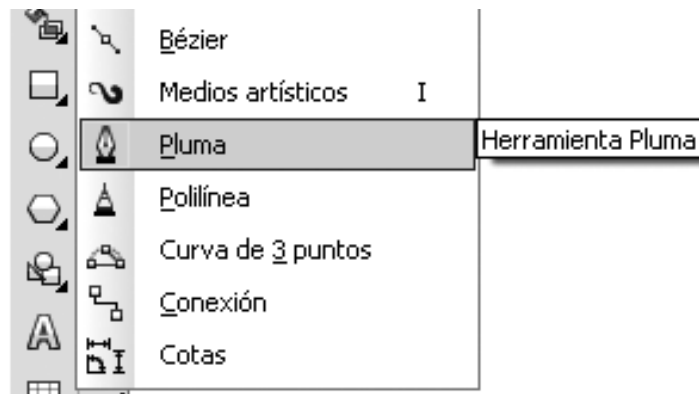 Bézier
Medios artísticos I
Pluma
Herramienta Pluma
Polilínea
Curva de 3 puntos
Conexión
Cotas